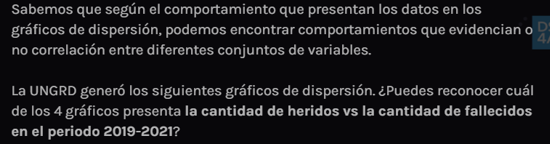 Sabemos que según el comportamiento que presentan los datos en los
gráficos de dispersión, podemos encontrar comportamientos que evidencian o
no correlación entre diferentes conjuntos de variables.
La UNGRD generó los siguientes gráficos de dispersión. ¿Puedes reconocer cuál
de los 4 gráficos presenta la cantidad de heridos vs la cantidad de fallecidos
en el periodo 2019-2021?